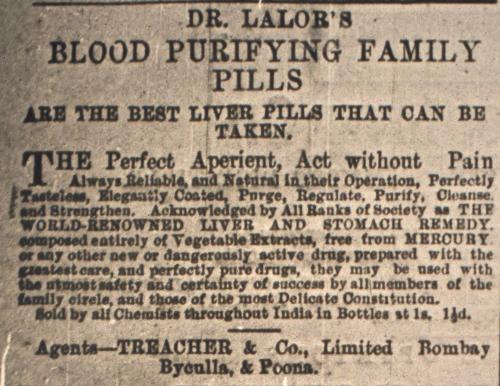 DR. LALOR'S
BLOOD PURIFYING FAMILY
PILLS
ARE THE BEST LIVER PILLS THAT CAN BE
TAKEN.
THE Perfect Aperient, Act without Pain
Always Reliable, and Natural in their Operation, Perfectly
Tasteless, Elegantly Coated, Purge, Regulate, Purify, Cleanse
and Strengthen. Acknowledged by All Ranks of Society as THE
WORLD-RENOWNED LIVER AND STOMACH REMEDY.
composed entirely of Vegetable Extracts, free from MERCURY
or any other new or dangerously active drug, prepared with the
greatest care, and perfectly pure drugs, they may be used with
the utmost safety and certainty of success by all members of the
family circle, and those of the most Delicate Constitution.
Sold by all Chemists throughout India in Bottles at 1s. 1½d.
Agents—TREACHER & Co., Limited Bombay
Byculla, & Poona.